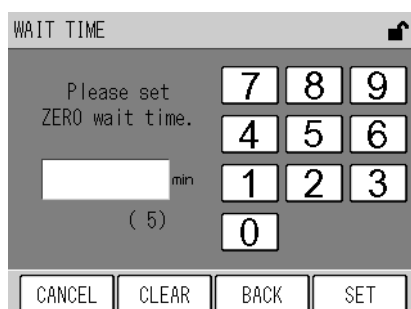 WAIT TIME
Please set
ZERO wait time.
min
( 5)
7 8 9
4 5 6
1 2 3
0
CANCEL CLEAR BACK SET